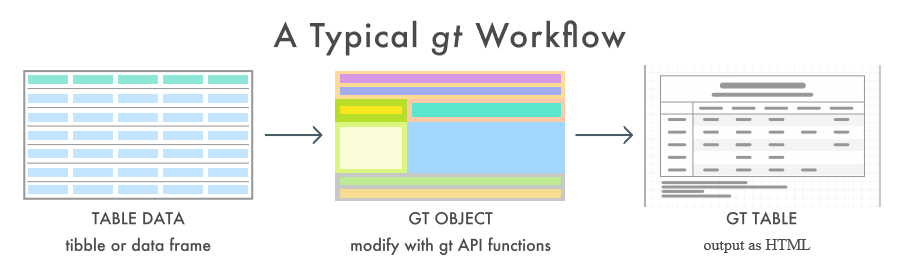 A Typical gt Workflow
TABLE DATA
tibble or data frame
GT OBJECT
modify with gt API functions
GT TABLE
output as HTML